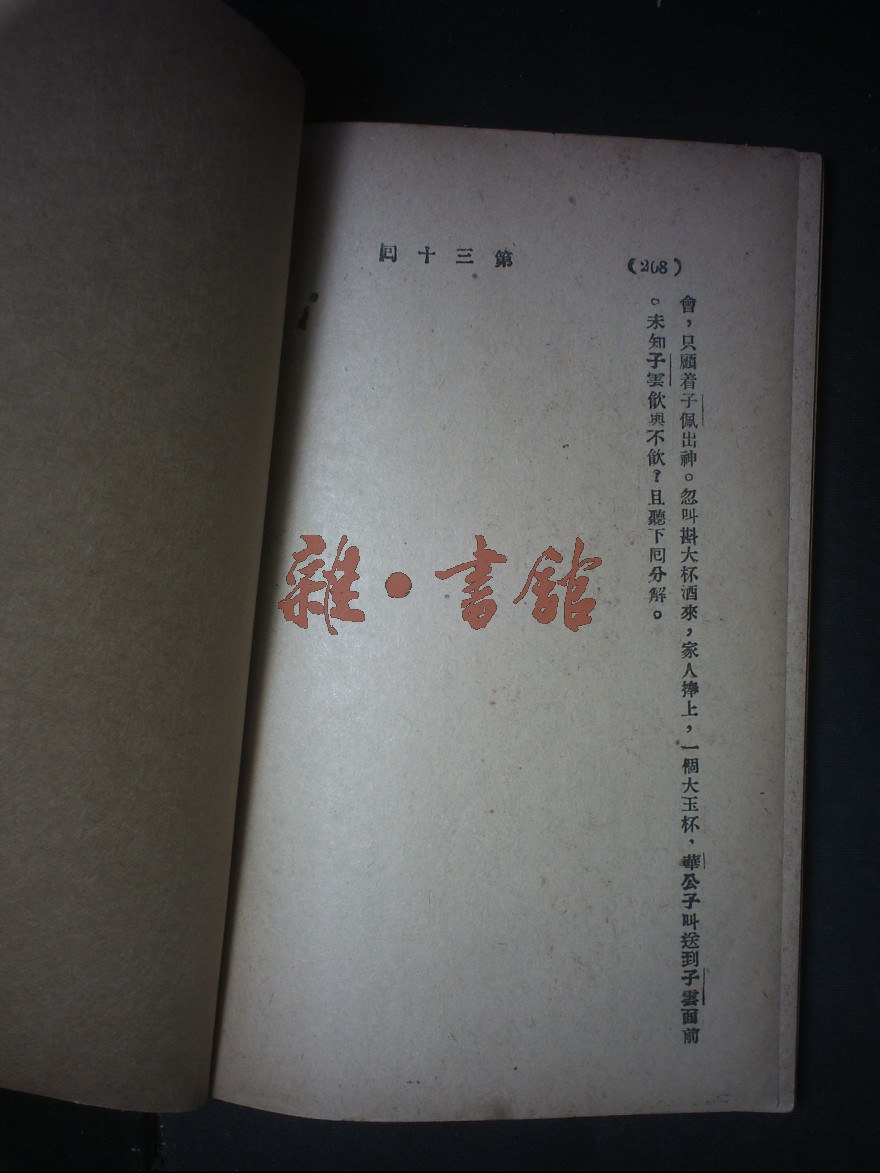 第三十回
(208)
會，只顧着子佩出神。忽叫斟大杯酒來，家人捧上，一個大玉杯，華公子叫送到子雲面前
。未知子雲飮與不飮？且聽下回分解。
雜·書館